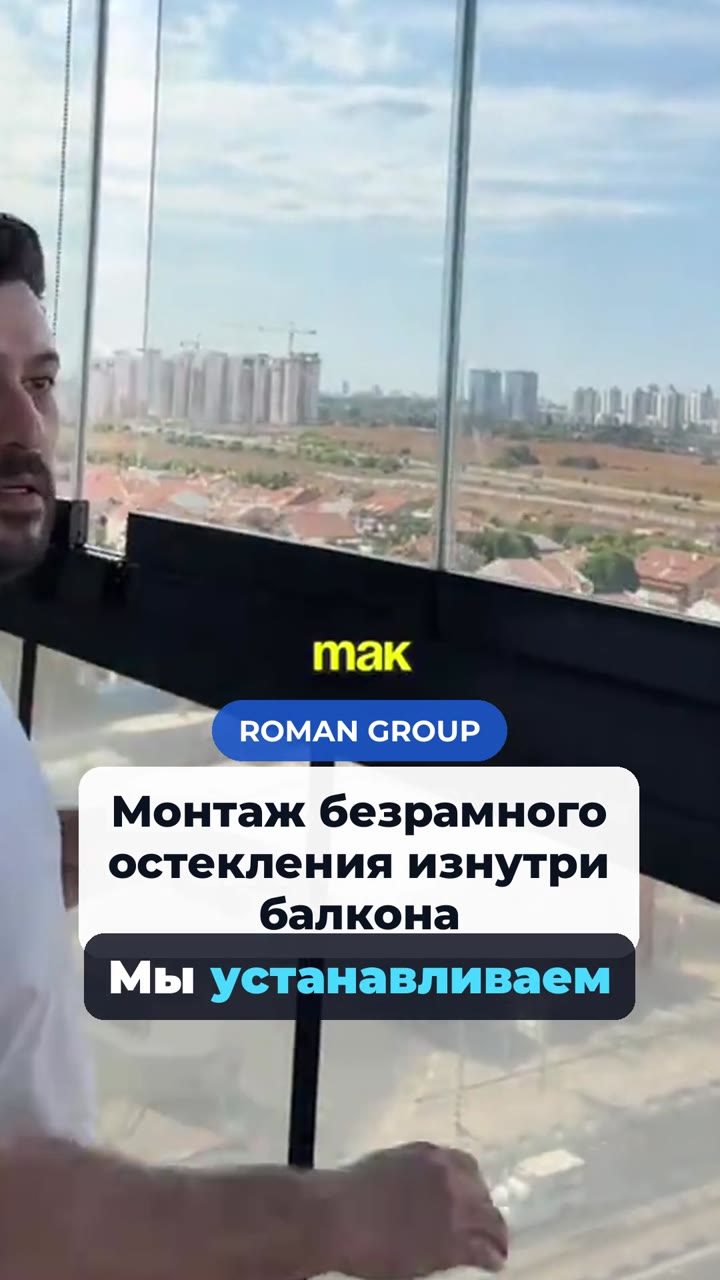 так
ROMAN GROUP
Монтаж безрамного
остекления изнутри
балкона
Мы устанавливаем